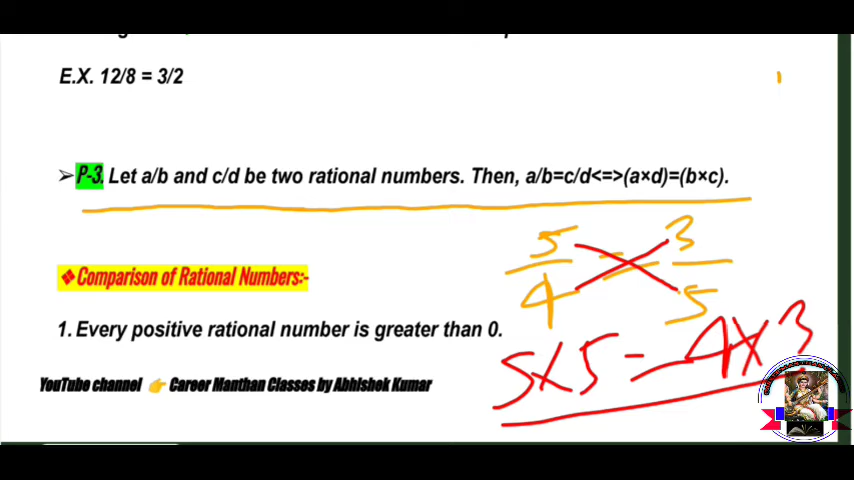 E.X. 12/8 = 3/2
➢ P-3. Let a/b and c/d be two rational numbers. Then, a/b=c/d<=>(a×d)=(b×c).
5/4 = 3/5
❖ Comparison of Rational Numbers:-
1. Every positive rational number is greater than 0.
5×5 = 4×3
YouTube channel 👉 Career Manthan Classes by Abhishek Kumar